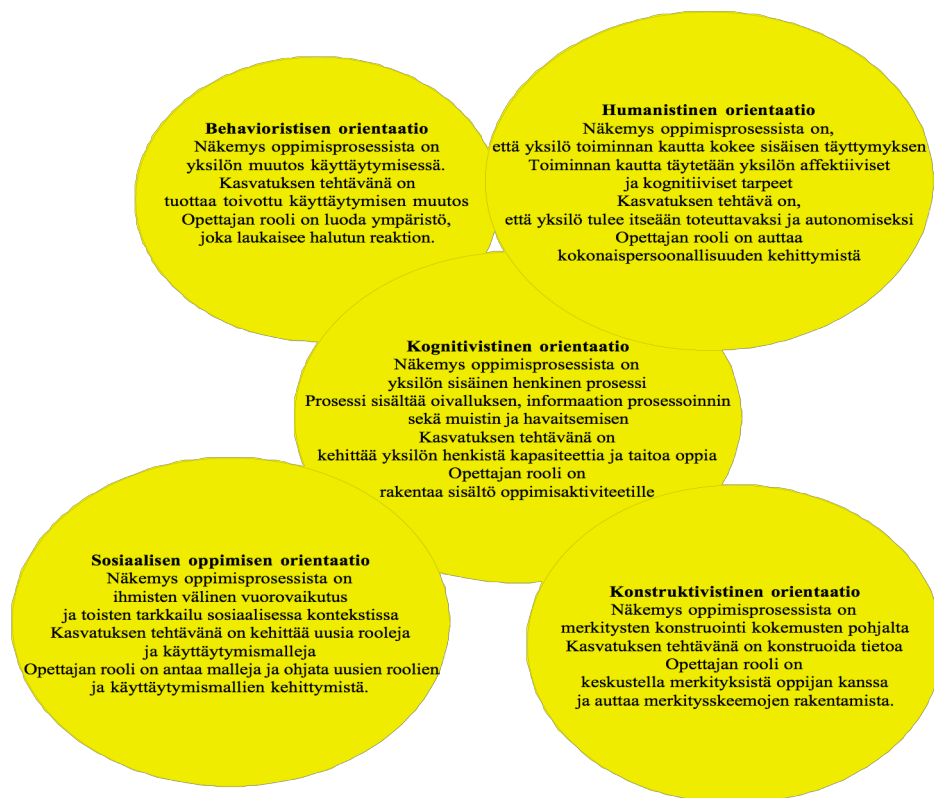 Behavioristisen orientaatio
Näkemys oppimisprosessista on
yksilön muutos käyttäytymisessä.
Kasvatuksen tehtävänä on
tuottaa toivottu käyttäytymisen muutos
Opettajan rooli on luoda ympäristö,
joka laukaisee halutun reaktion.
Humanistinen orientaatio
Näkemys oppimisprosessista on,
että yksilö toiminnan kautta kokee sisäisen täyttymyksen
Toiminnan kautta täytetään yksilön affektiiviset
ja kognitiiviset tarpeet
Kasvatuksen tehtävä on,
että yksilö tulee itseään toteuttavaksi ja autonomiseksi
Opettajan rooli on auttaa
kokonaispersoonallisuuden kehittymistä
Kognitivistinen orientaatio
Näkemys oppimisprosessista on
yksilön sisäinen henkinen prosessi
Prosessi sisältää oivalluksen, informaation prosessoinnin
sekä muistin ja havaitsemisen
Kasvatuksen tehtävänä on
kehittää yksilön henkistä kapasiteettia ja taitoa oppia
Opettajan rooli on
rakentaa sisältö oppimisaktiviteetille
Sosiaalisen oppimisen orientaatio
Näkemys oppimisprosessista on
ihmisten välinen vuorovaikutus
ja toisten tarkkailu sosiaalisessa kontekstissa
Kasvatuksen tehtävänä on kehittää uusia rooleja
ja käyttäytymismalleja
Opettajan rooli on antaa malleja ja ohjata uusien roolien
ja käyttäytymismallien kehittymistä.
Konstruktivistinen orientaatio
Näkemys oppimisprosessista on
merkitysten konstruointi kokemusten pohjalta
Kasvatuksen tehtävänä on konstruoida tietoa
Opettajan rooli on
keskustella merkityksistä oppijan kanssa
ja auttaa merkitysskeemojen rakentamista.